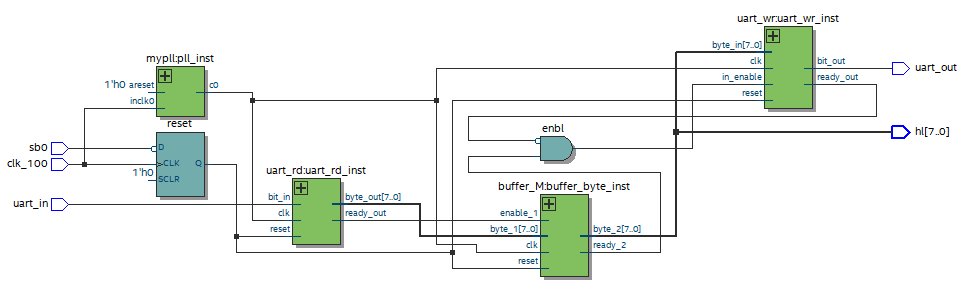 uart_wr:uart_wr_inst
byte_in[7..0]
clk
in_enable
reset
bit_out
ready_out
uart_out
hl[7..0]
mypll:pll_inst
1'h0 areset
inclk0
c0
reset
sb0
clk_100
1'h0
D
CLK
SCLR
Q
enbl
uart_rd:uart_rd_inst
uart_in
bit_in
clk
reset
byte_out[7..0]
ready_out
buffer_M:buffer_byte_inst
enable_1
byte_1[7..0]
clk
reset
byte_2[7..0]
ready_2